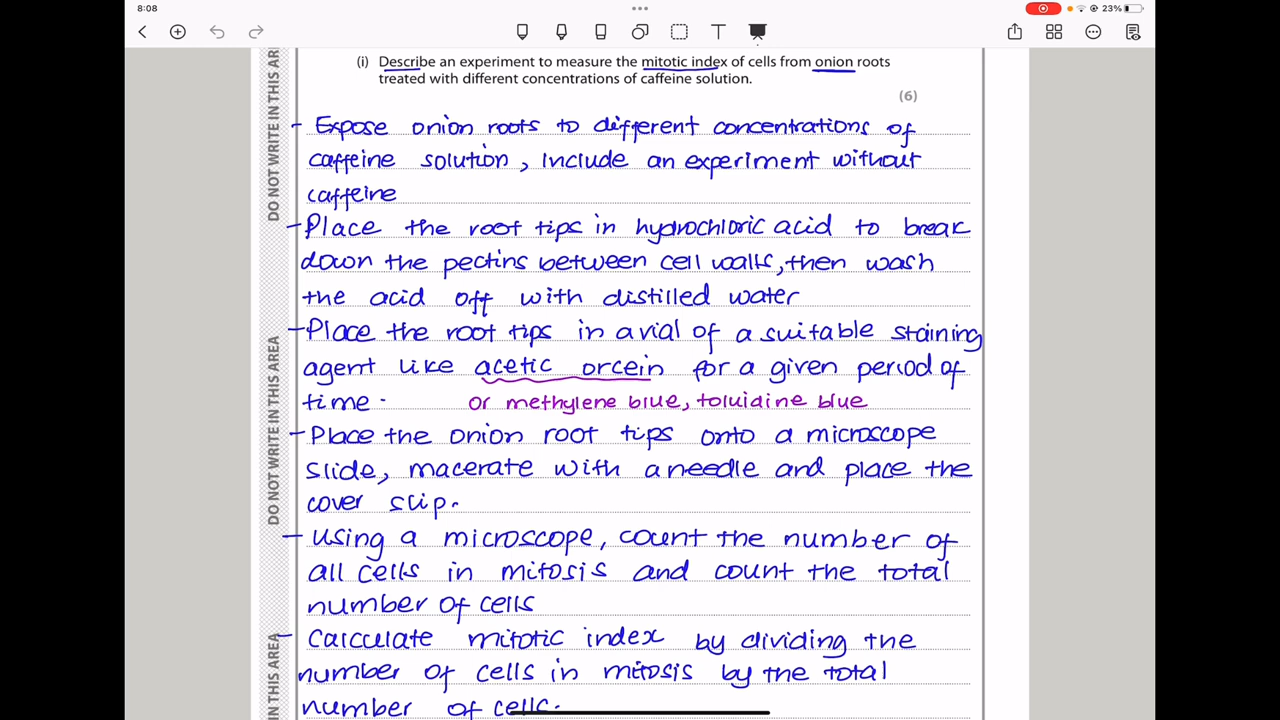 8:08
23%
(i) Describe an experiment to measure the mitotic index of cells from onion roots
treated with different concentrations of caffeine solution.
(6)
- Expose onion roots to different concentrations of
caffeine solution, include an experiment without
caffeine
- Place the root tips in hydrochloric acid to break
down the pectins between cell walls, then wash
the acid off with distilled water
- Place the root tips in a vial of a suitable staining
agent like acetic orcein for a given period of
time.
or methylene blue, toluidine blue
- Place the onion root tips onto a microscope
slide, macerate with a needle and place the
cover slip.
- using a microscope, count the number of
all cells in mitosis and count the total
number of cells
- calculate mitotic index by dividing the
number of cells in mitosis by the total
number of cells.
DO NOT WRITE IN THIS AR
DO NOT WRITE IN THIS AREA
IN THIS AREA